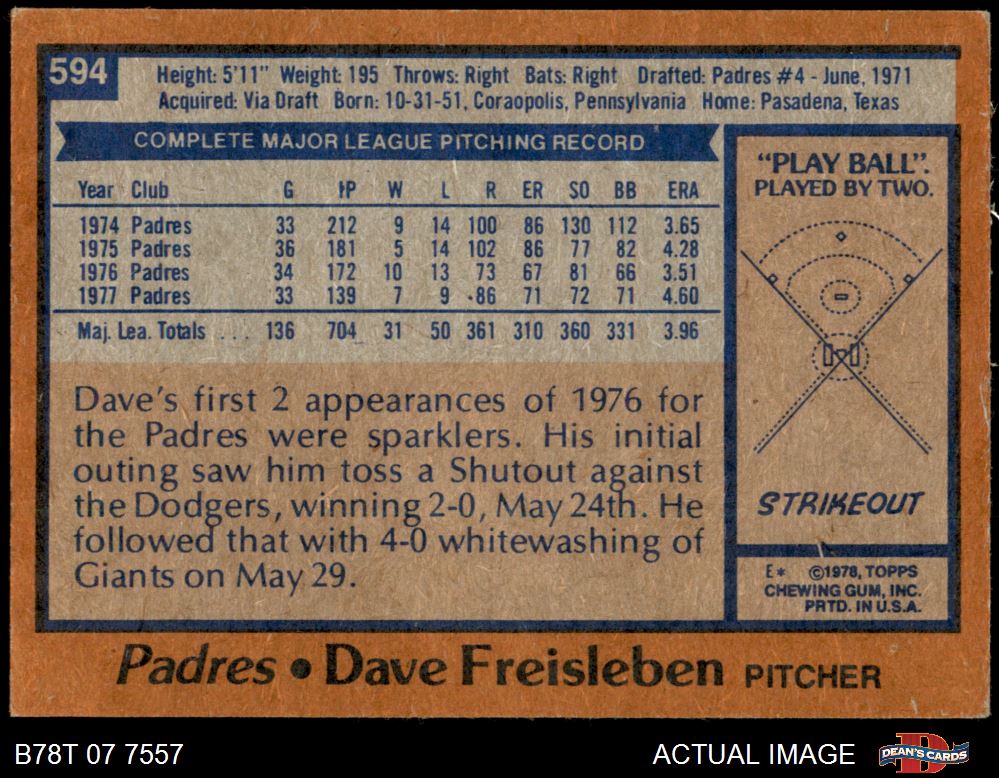 594
Height: 5'11" Weight: 195 Throws: Right Bats: Right Drafted: Padres #4 - June, 1971
Acquired: Via Draft Born: 10-31-51, Coraopolis, Pennsylvania Home: Pasadena, Texas
COMPLETE MAJOR LEAGUE PITCHING RECORD
Year Club G IP W L R ER SO BB ERA
1974 Padres 33 212 9 14 100 86 130 112 3.65
1975 Padres 36 181 5 14 102 86 77 82 4.28
1976 Padres 34 172 10 13 73 67 81 66 3.51
1977 Padres 33 139 7 9 86 71 72 71 4.60
Maj. Lea. Totals . . . 136 704 31 50 361 310 360 331 3.96
Dave's first 2 appearances of 1976 for
the Padres were sparklers. His initial
outing saw him toss a Shutout against
the Dodgers, winning 2-0, May 24th. He
followed that with 4-0 whitewashing of
Giants on May 29.
"PLAY BALL".
PLAYED BY TWO.
STRIKEOUT
E* ©1978, TOPPS
CHEWING GUM, INC.
PRTD. IN U.S.A.
Padres • Dave Freisleben PITCHER
B78T 07 7557
ACTUAL IMAGE
DEAN'S CARDS